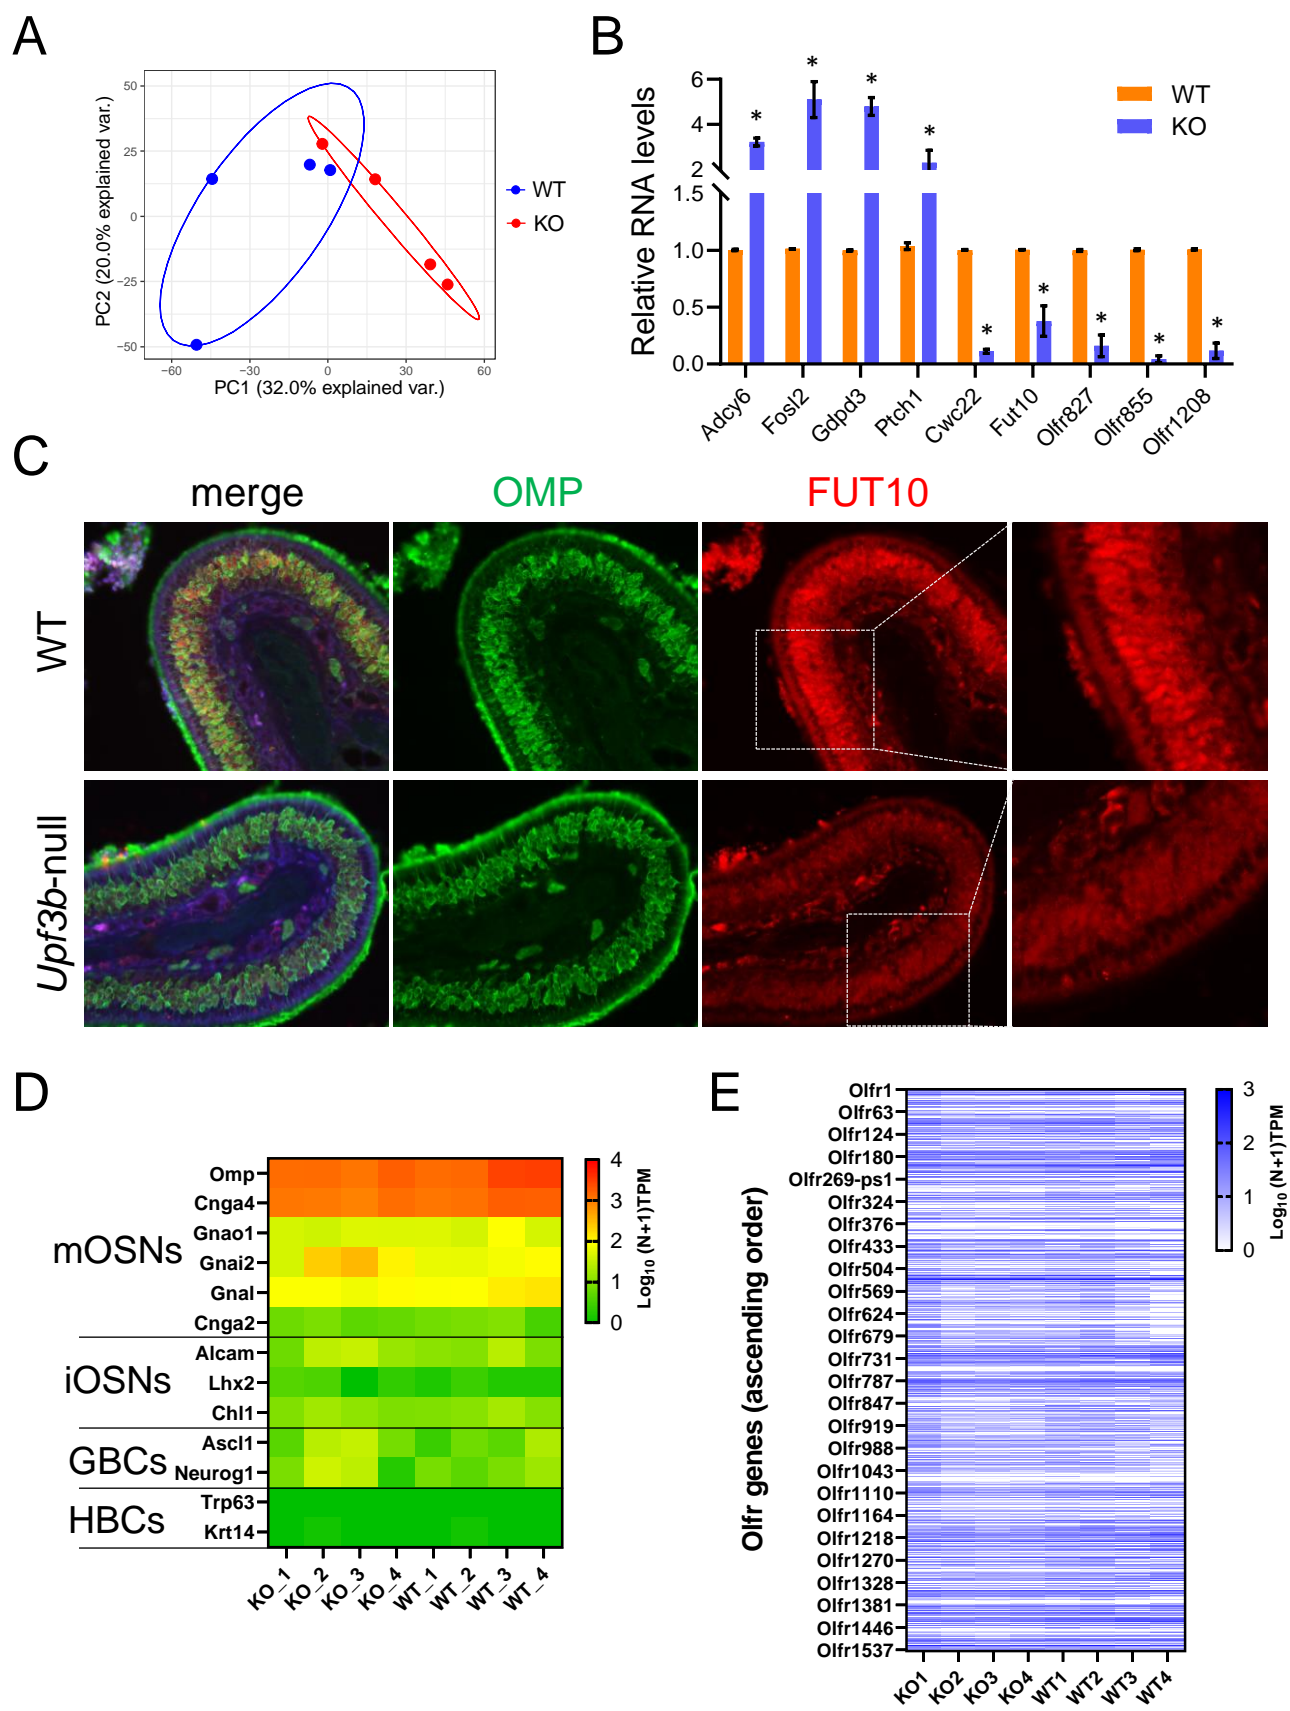 A
50
25
0
−25
−50
−60
−30
0
30
60
PC2 (20.0% explained var.)
PC1 (32.0% explained var.)
WT
KO
B
Relative RNA levels
6
4
2
1.5
1.0
0.5
0.0
* * * * * * * * *
WT
KO
Adcy6
Fosl2
Gdpd3
Ptch1
Cwc22
Fut10
Olfr827
Olfr855
Olfr1208
C
merge
OMP
FUT10
WT
Upf3b-null
D
mOSNs
Omp
Cnga4
Gnao1
Gnai2
Gnal
Cnga2
iOSNs
Alcam
Lhx2
Chl1
GBCs
Ascl1
Neurog1
HBCs
Trp63
Krt14
KO_1
KO_2
KO_3
KO_4
WT_1
WT_2
WT_3
WT_4
4
3
2
1
0
Log10 (N+1)TPM
E
Olfr genes (ascending order)
Olfr1
Olfr63
Olfr124
Olfr180
Olfr269-ps1
Olfr324
Olfr376
Olfr433
Olfr504
Olfr569
Olfr624
Olfr679
Olfr731
Olfr787
Olfr847
Olfr919
Olfr988
Olfr1043
Olfr1110
Olfr1164
Olfr1218
Olfr1270
Olfr1328
Olfr1381
Olfr1446
Olfr1537
KO1
KO2
KO3
KO4
WT1
WT2
WT3
WT4
3
2
1
0
Log10 (N+1)TPM